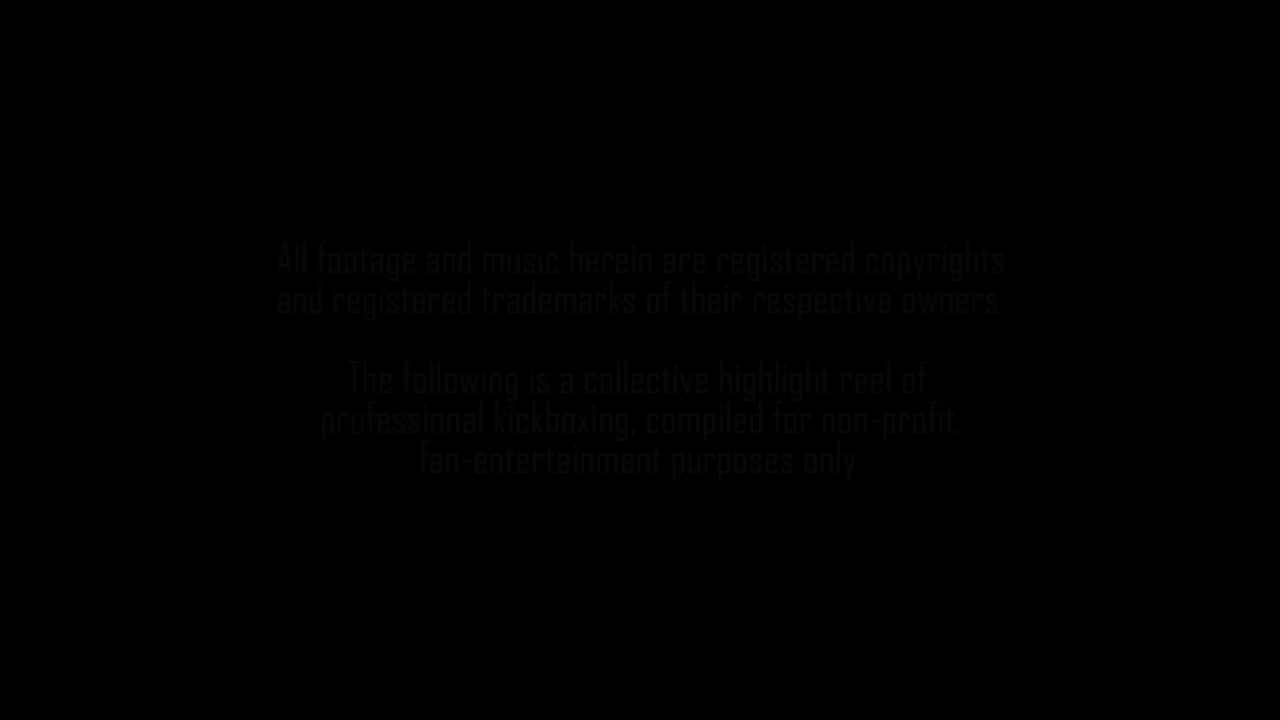 All footage and music herein are registered copyrights
and registered trademarks of their respective owners.
The following is a collective highlight reel of
professional kickboxing, compiled for non-profit,
fan-entertainment purposes only.